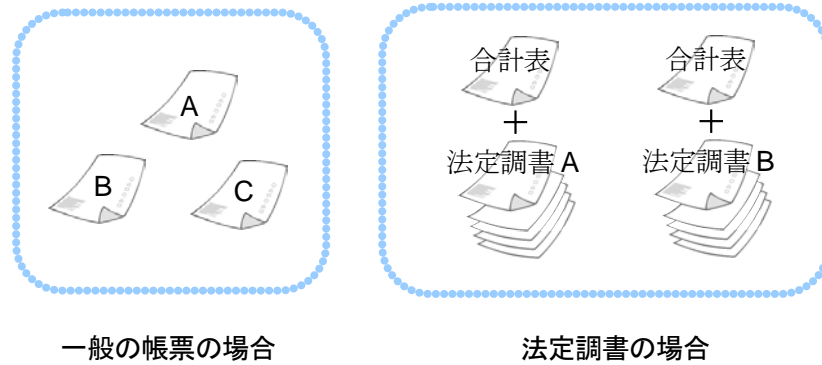 A
B
C
合計表
+
法定調書 A
合計表
+
法定調書 B
一般の帳票の場合
法定調書の場合